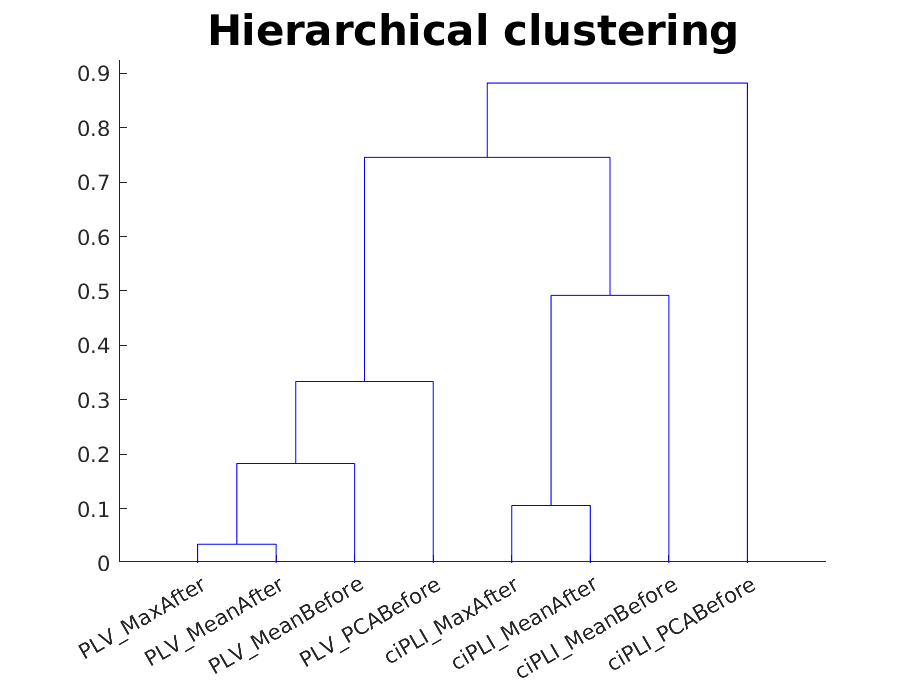 Hierarchical clustering
0.9
0.8
0.7
0.6
0.5
0.4
0.3
0.2
0.1
0
PLV_MaxAfter
PLV_MeanAfter
PLV_MeanBefore
PLV_PCABefore
ciPLI_MaxAfter
ciPLI_MeanAfter
ciPLI_MeanBefore
ciPLI_PCABefore